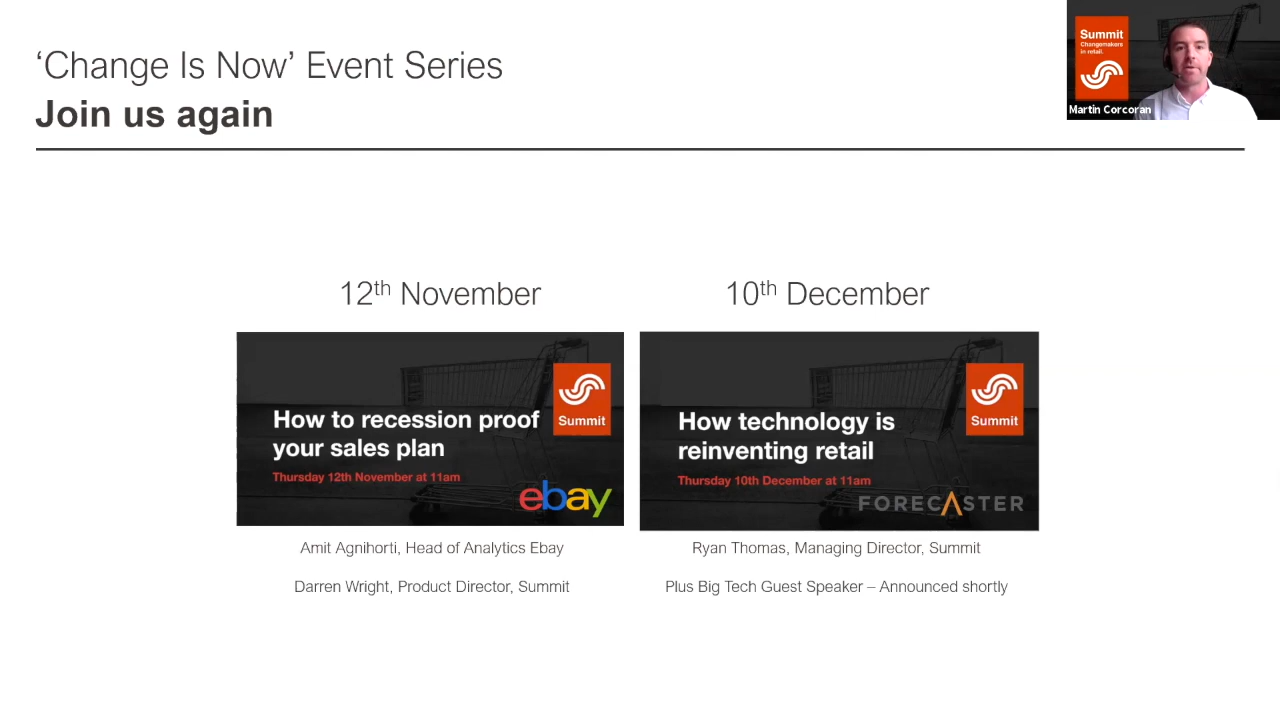 ‘Change Is Now’ Event Series
Join us again
Summit
Changemakers
in retail.
Martin Corcoran
12th November
10th December
How to recession proof
your sales plan
Thursday 12th November at 11am
Summit
ebay
How technology is
reinventing retail
Thursday 10th December at 11am
Summit
FORECASTER
Amit Agnihorti, Head of Analytics Ebay
Darren Wright, Product Director, Summit
Ryan Thomas, Managing Director, Summit
Plus Big Tech Guest Speaker – Announced shortly